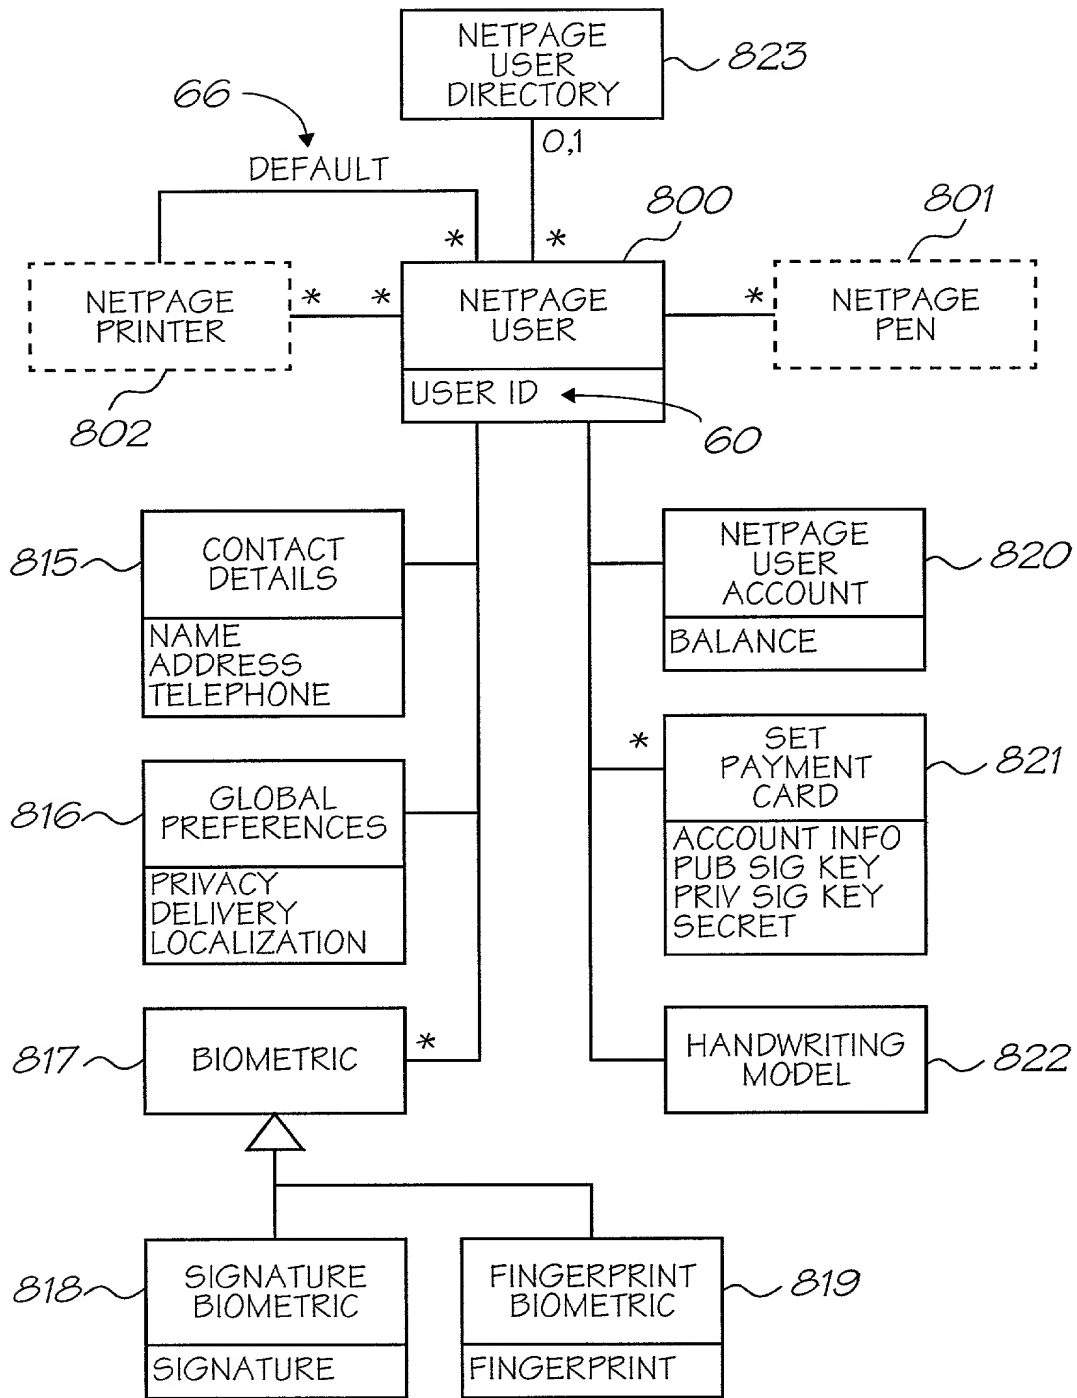 NETPAGE
USER
DIRECTORY
823
66
0,1
DEFAULT
800
801
*
*
NETPAGE
PRINTER
*
*
NETPAGE
USER
*
NETPAGE
PEN
USER ID
802
60
815
CONTACT
DETAILS
NAME
ADDRESS
TELEPHONE
NETPAGE
USER
ACCOUNT
820
BALANCE
816
GLOBAL
PREFERENCES
PRIVACY
DELIVERY
LOCALIZATION
*
SET
PAYMENT
CARD
821
ACCOUNT INFO
PUB SIG KEY
PRIV SIG KEY
SECRET
817
BIOMETRIC
*
HANDWRITING
MODEL
822
818
SIGNATURE
BIOMETRIC
SIGNATURE
FINGERPRINT
BIOMETRIC
819
FINGERPRINT